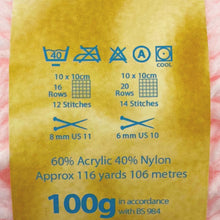 40 A
COOL
10 x 10cm 10 x 10cm
16 20
Rows Rows
12 Stitches 14 Stitches
8 mm US 11 6 mm US 10
60% Acrylic 40% Nylon
Approx 116 yards 106 metres
100g in accordance
with BS 984